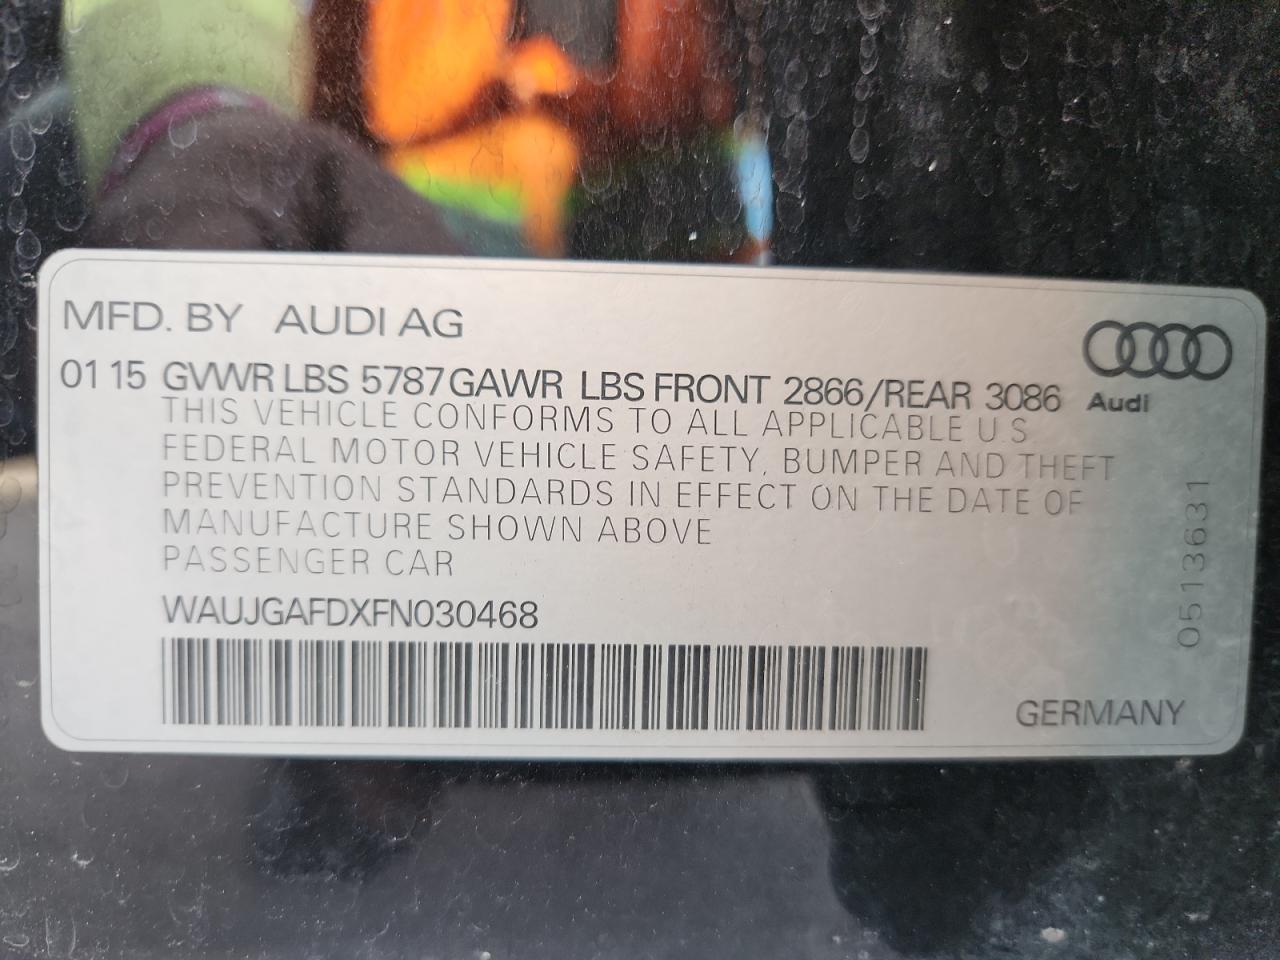 MFD. BY AUDI AG
01 15 GVWR LBS 5787 GAWR LBS FRONT 2866/REAR 3086
Audi
THIS VEHICLE CONFORMS TO ALL APPLICABLE U.S
FEDERAL MOTOR VEHICLE SAFETY, BUMPER AND THEFT
PREVENTION STANDARDS IN EFFECT ON THE DATE OF
MANUFACTURE SHOWN ABOVE
PASSENGER CAR
WAUJGAFDXFN030468
0513631
GERMANY